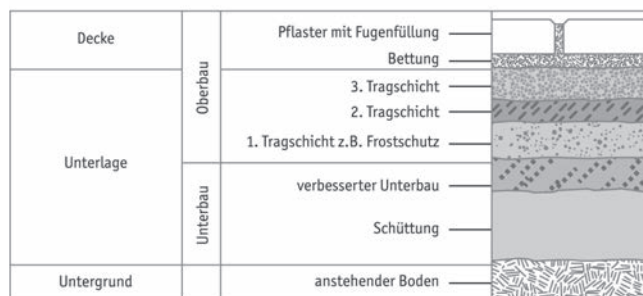 Decke
Unterlage
Untergrund
Oberbau
Unterbau
Pflaster mit Fugenfüllung
Bettung
3. Tragschicht
2. Tragschicht
1. Tragschicht z.B. Frostschutz
verbesserter Unterbau
Schüttung
anstehender Boden